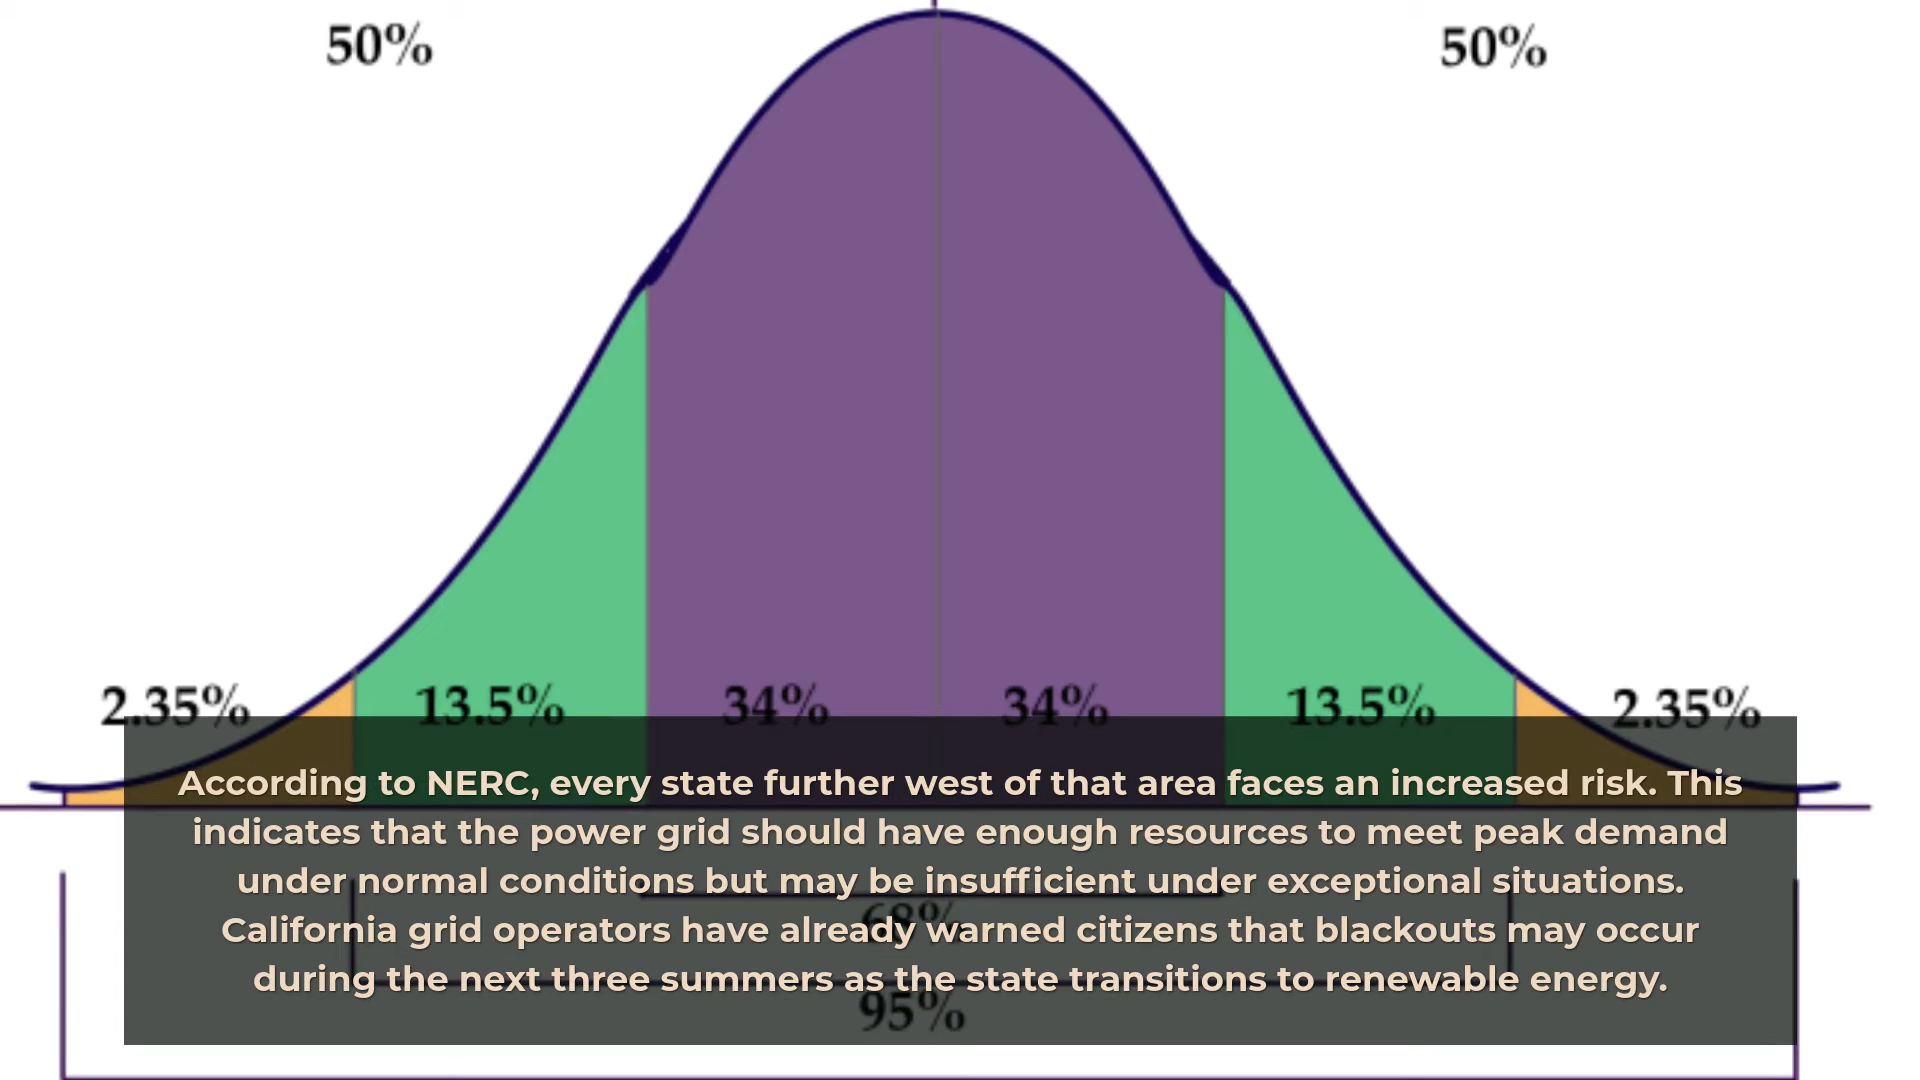 50% 50%
2.35% 13.5% 34% 34% 13.5% 2.35%
According to NERC, every state further west of that area faces an increased risk. This
indicates that the power grid should have enough resources to meet peak demand
under normal conditions but may be insufficient under exceptional situations.
68%
California grid operators have already warned citizens that blackouts may occur
during the next three summers as the state transitions to renewable energy.
95%